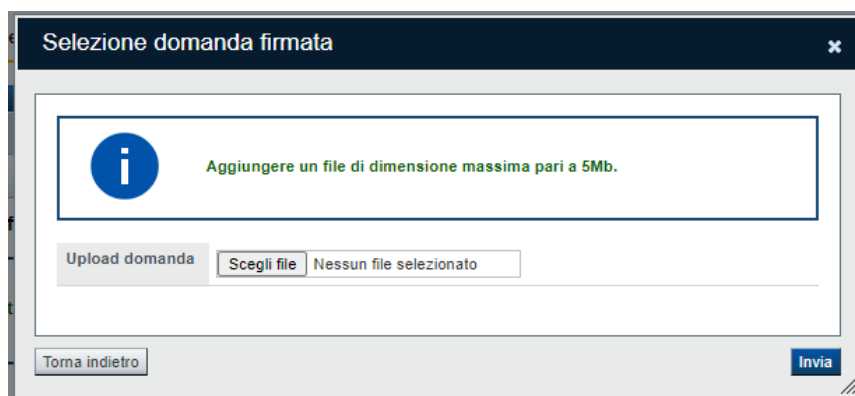 Selezione domanda firmata
Aggiungere un file di dimensione massima pari a 5Mb.
Upload domanda Scegli file Nessun file selezionato
Torna indietro Invia